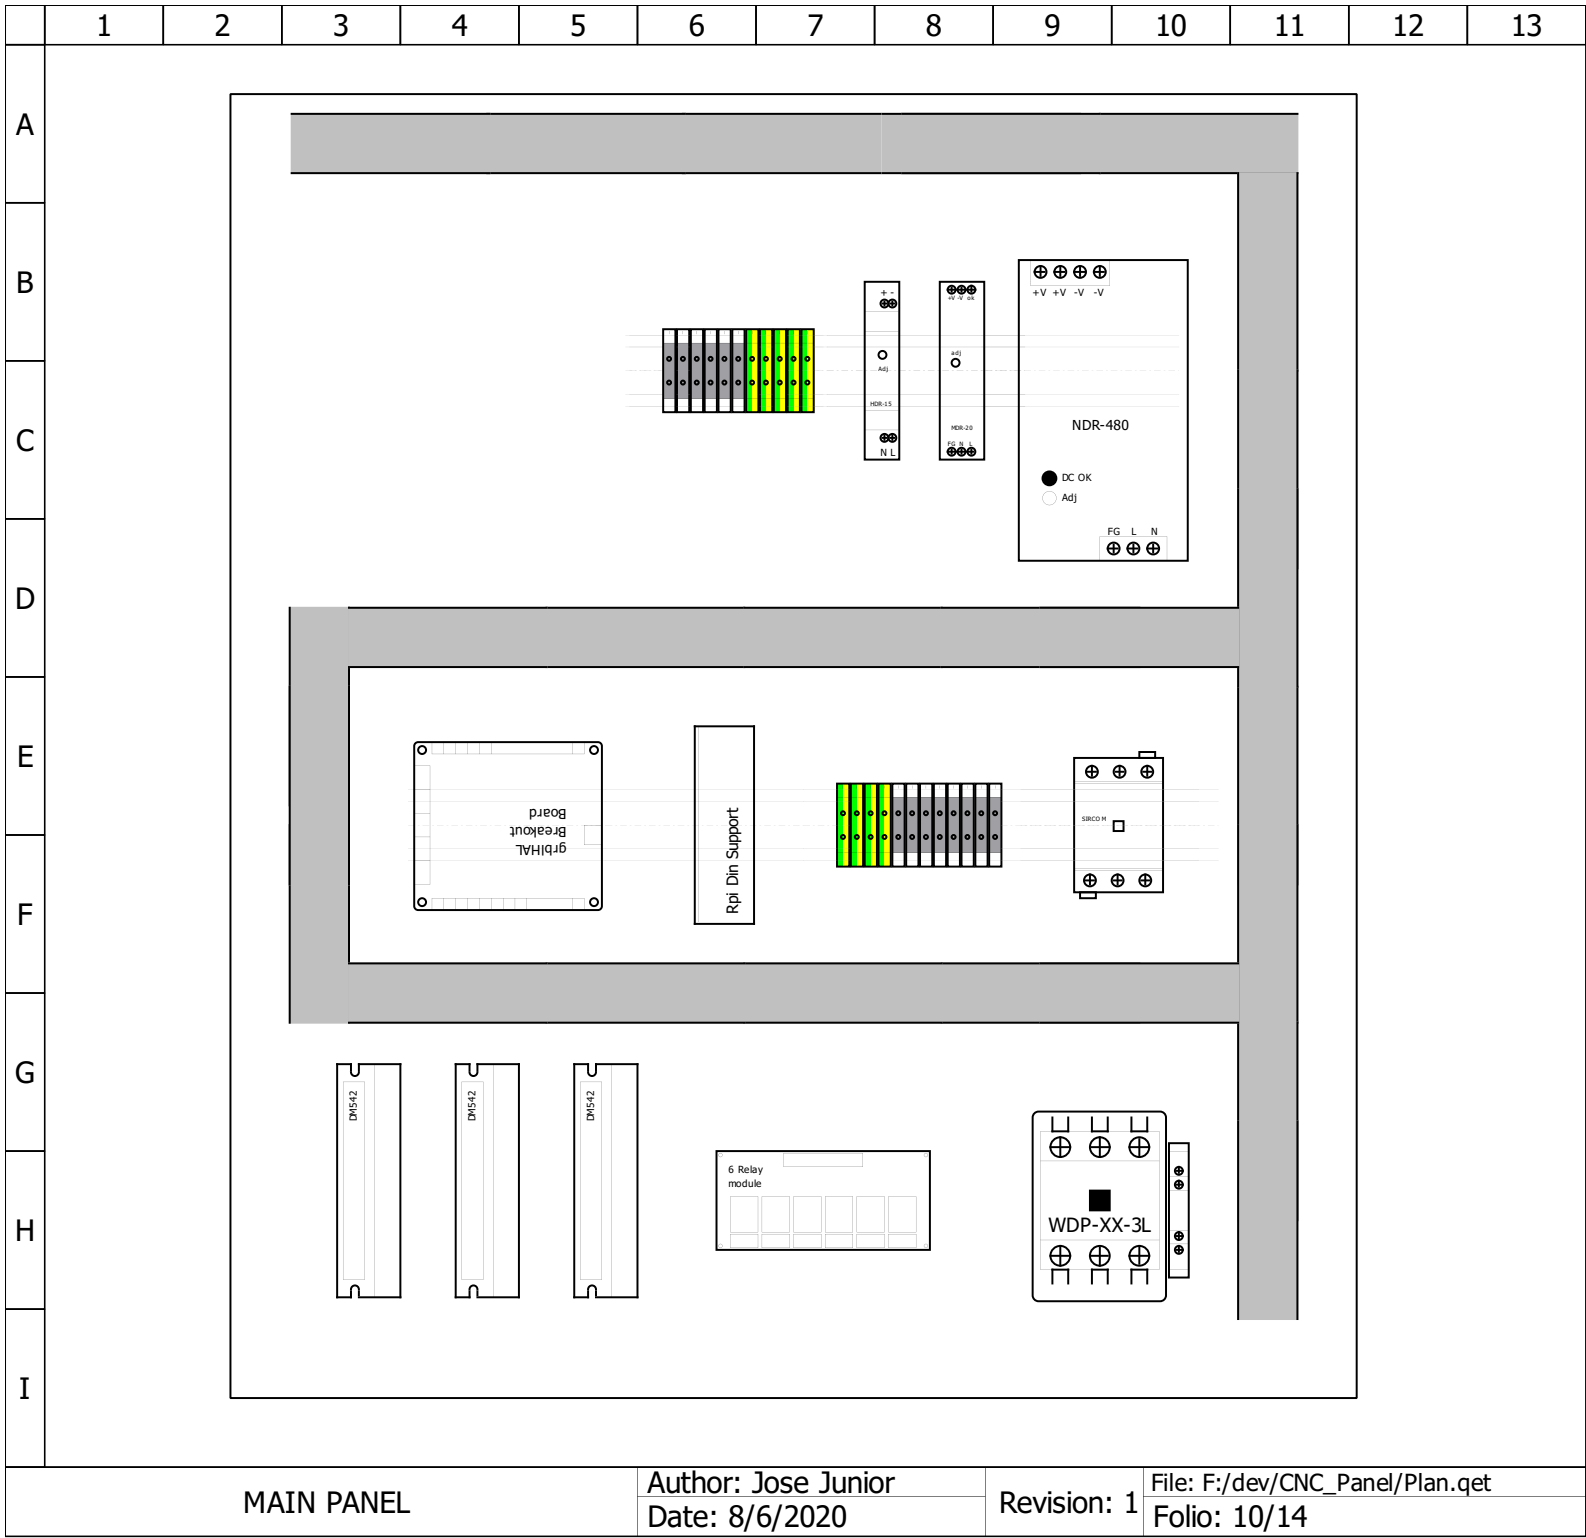 1 2 3 4 5 6 7 8 9 10 11 12 13
A
B
C
D
E
F
G
H
I
+ -
Adj
HDR-15
N L
+V -V ok
adj
MDR-20
FG N L
+V +V -V -V
NDR-480
DC OK
Adj
FG L N
grblHAL
Breakout
Board
Rpi Din Support
SIRCO M
DM542
DM542
DM542
6 Relay
module
WDP-XX-3L
MAIN PANEL
Author: Jose Junior
Date: 8/6/2020
Revision: 1
File: F:/dev/CNC_Panel/Plan.qet
Folio: 10/14